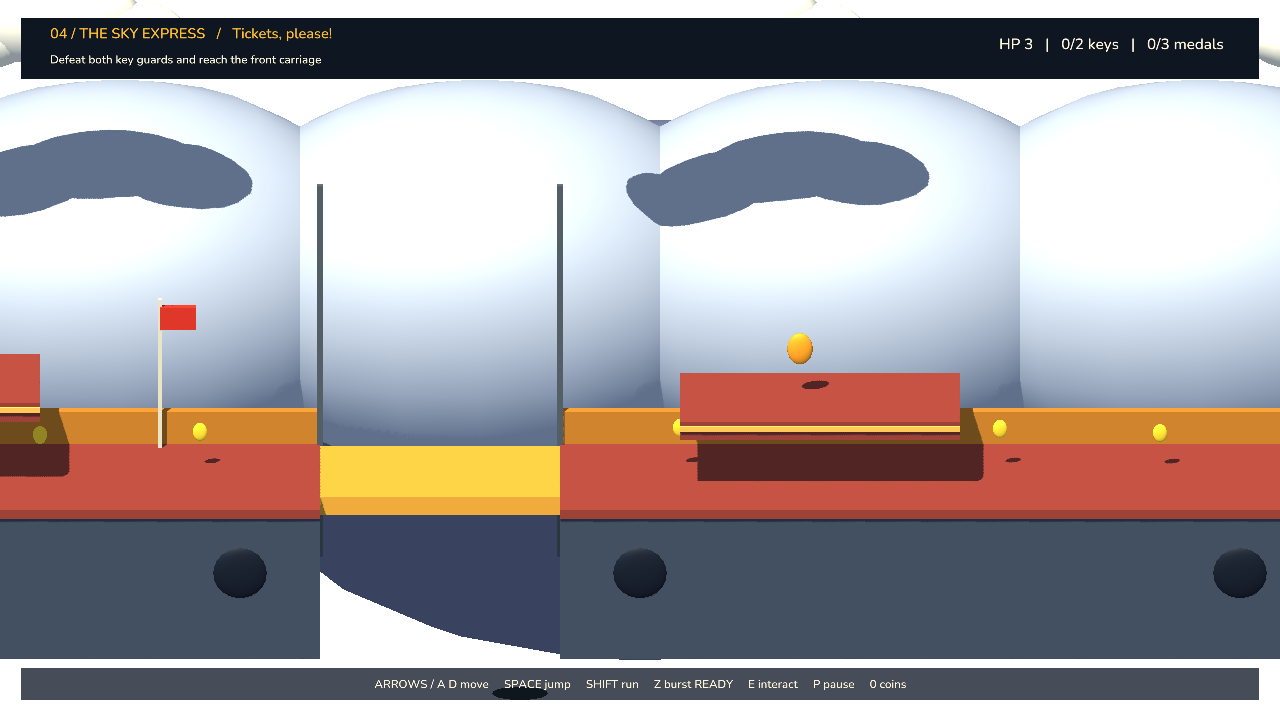 04 / THE SKY EXPRESS / Tickets, please!
Defeat both key guards and reach the front carriage
HP 3 | 0/2 keys | 0/3 medals
ARROWS / A D move SPACE jump SHIFT run Z burst READY E interact P pause 0 coins